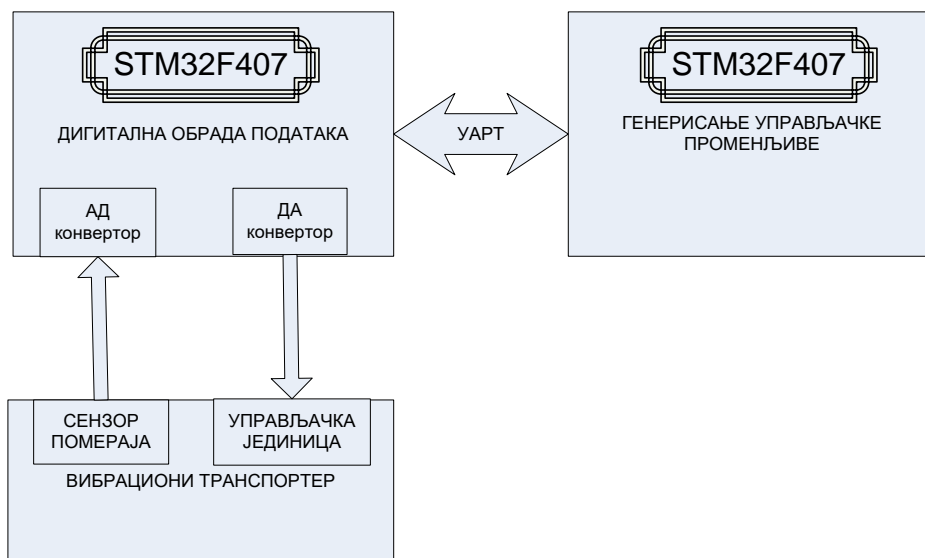 STM32F407
ДИГИТАЛНА ОБРАДА ПОДАТАКА
АД
конвертор
ДА
конвертор
УАРТ
STM32F407
ГЕНЕРИСАЊЕ УПРАВЉАЧКЕ
ПРОМЕНЉИВЕ
СЕНЗОР
ПОМЕРАЈА
УПРАВЉАЧКА
ЈЕДИНИЦА
ВИБРАЦИОНИ ТРАНСПОРТЕР